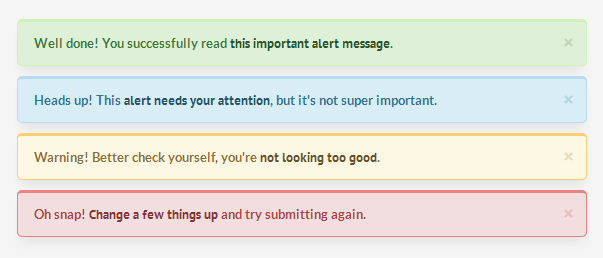 Well done! You successfully read this important alert message. ×
Heads up! This alert needs your attention, but it's not super important. ×
Warning! Better check yourself, you're not looking too good. ×
Oh snap! Change a few things up and try submitting again. ×